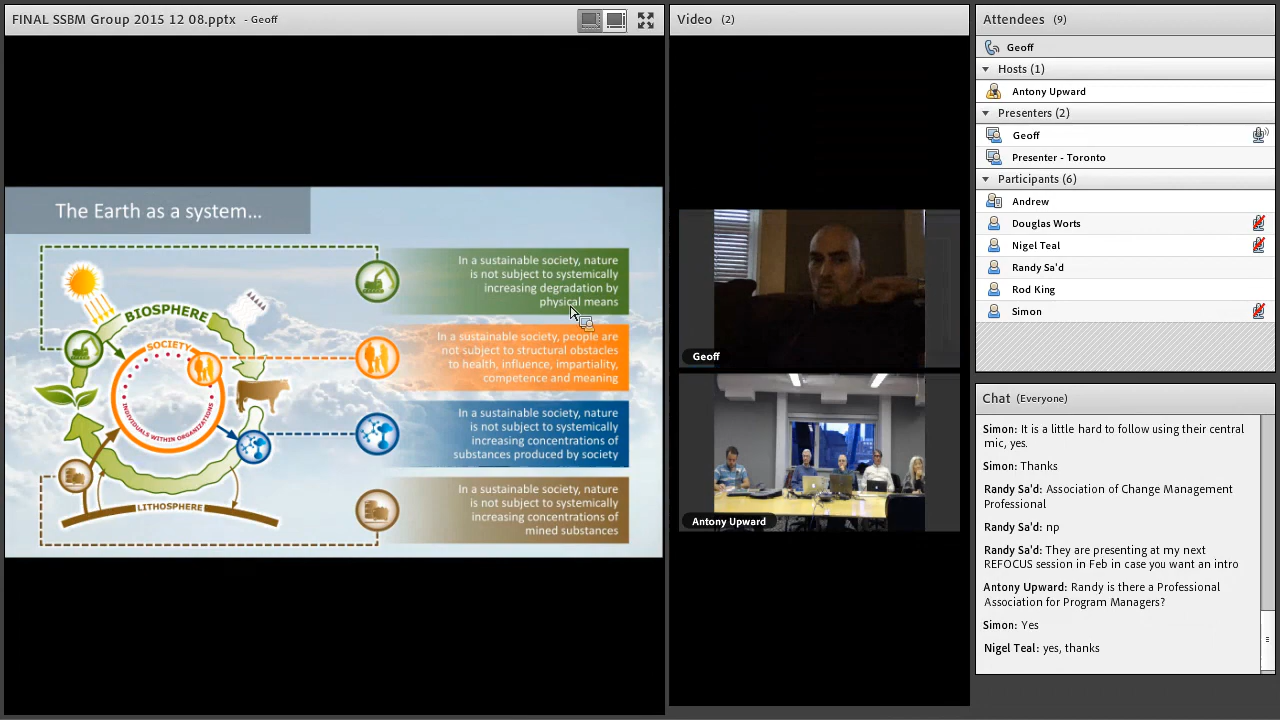 FINAL SSBM Group 2015 12 08.pptx - Geoff
The Earth as a system...
BIOSPHERE
SOCIETY
INDIVIDUALS WITHIN ORGANIZATIONS
LITHOSPHERE
In a sustainable society, nature
is not subject to systemically
increasing degradation by
physical means
In a sustainable society, people are
not subject to structural obstacles
to health, influence, impartiality,
competence and meaning
In a sustainable society, nature
is not subject to systemically
increasing concentrations of
substances produced by society
In a sustainable society, nature
is not subject to systemically
increasing concentrations of
mined substances
Video (2)
Geoff
Antony Upward
Attendees (9)
Geoff
Hosts (1)
Antony Upward
Presenters (2)
Geoff
Presenter - Toronto
Participants (6)
Andrew
Douglas Worts
Nigel Teal
Randy Sa'd
Rod King
Simon
Chat (Everyone)
Simon: It is a little hard to follow using their central
mic, yes.
Simon: Thanks
Randy Sa'd: Association of Change Management
Professional
Randy Sa'd: np
Randy Sa'd: They are presenting at my next
REFOCUS session in Feb in case you want an intro
Antony Upward: Randy is there a Professional
Association for Program Managers?
Simon: Yes
Nigel Teal: yes, thanks